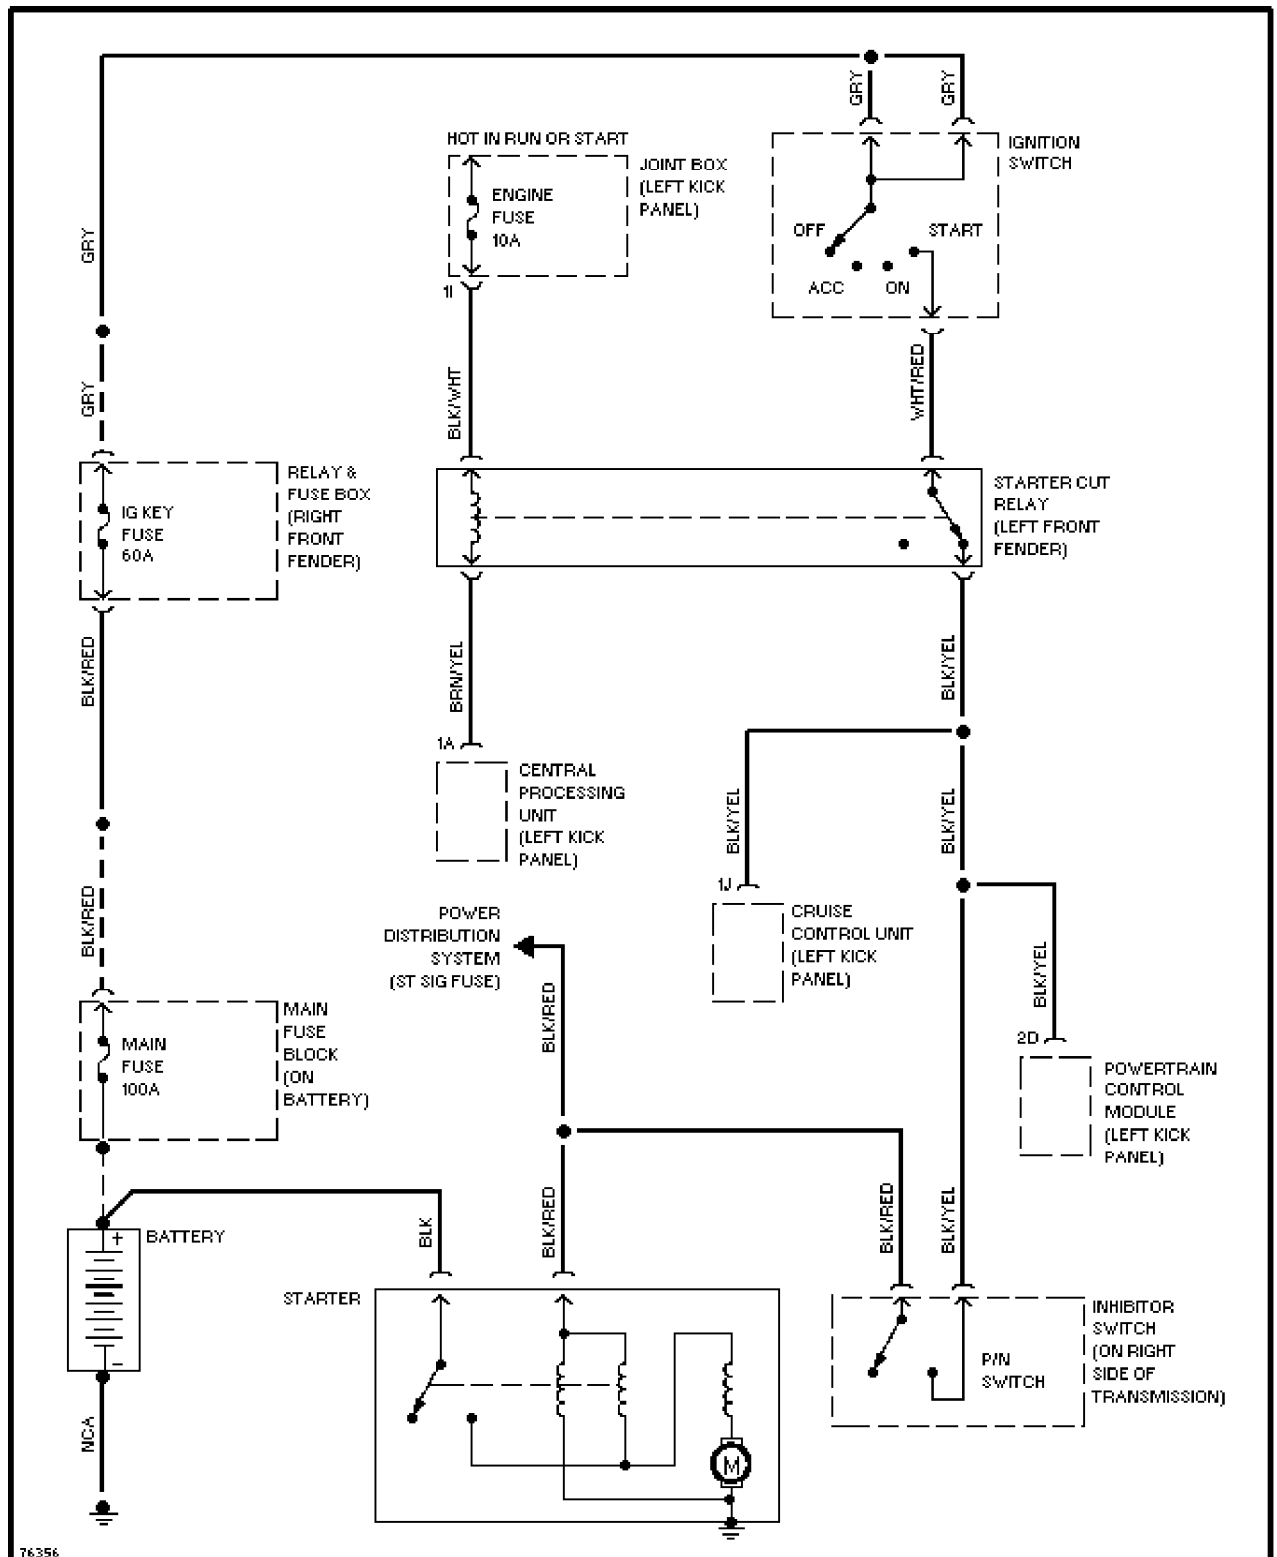 GRY
GRY
GRY
HOT IN RUN OR START
IGNITION
SWITCH
JOINT BOX
(LEFT KICK
PANEL)
ENGINE
FUSE
10A
OFF
START
ACC
ON
1I
GRY
BLK/WHT
WHT/RED
RELAY &
FUSE BOX
(RIGHT
FRONT
FENDER)
IG KEY
FUSE
60A
STARTER CUT
RELAY
(LEFT FRONT
FENDER)
BLK/RED
BRN/YEL
BLK/YEL
1A
CENTRAL
PROCESSING
UNIT
(LEFT KICK
PANEL)
BLK/YEL
BLK/YEL
1J
CRUISE
CONTROL UNIT
(LEFT KICK
PANEL)
BLK/RED
POWER
DISTRIBUTION
SYSTEM
(ST SIG FUSE)
BLK/RED
BLK/YEL
MAIN
FUSE
BLOCK
(ON
BATTERY)
MAIN
FUSE
100A
2D
POWERTRAIN
CONTROL
MODULE
(LEFT KICK
PANEL)
BLK
BLK/RED
BLK/RED
BLK/YEL
+
BATTERY
-
STARTER
INHIBITOR
SWITCH
(ON RIGHT
SIDE OF
TRANSMISSION)
P/N
SWITCH
NCA
M
76356